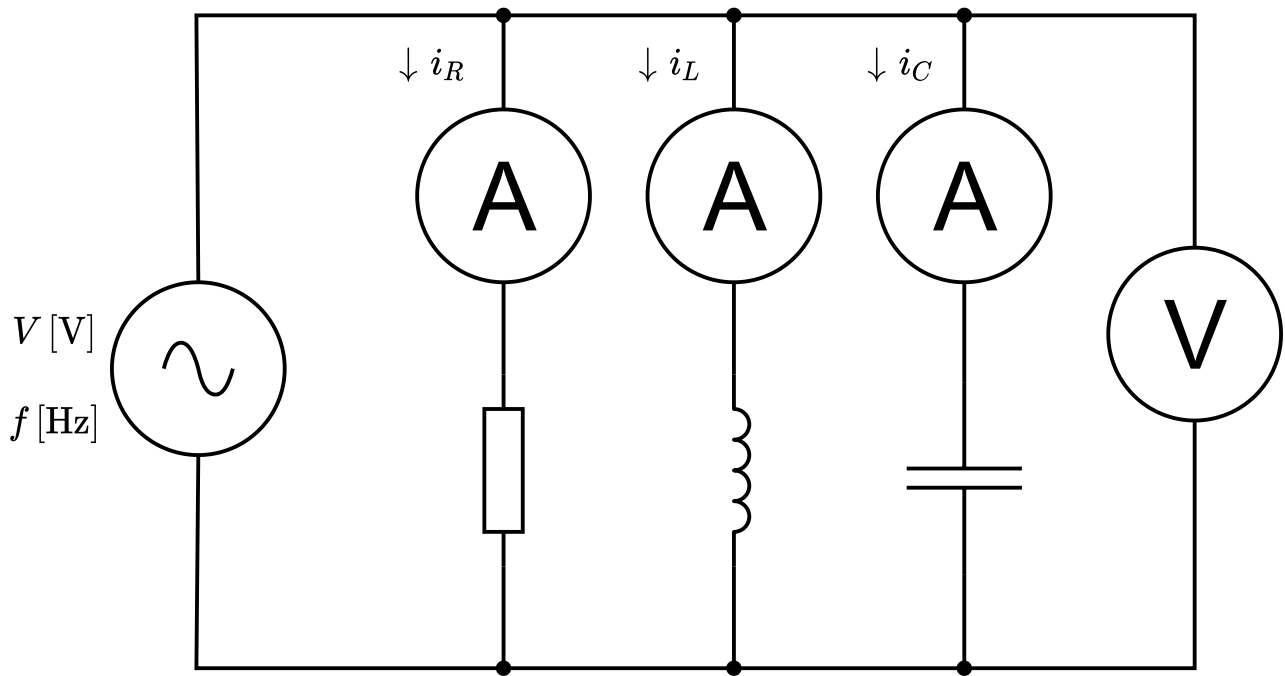 ↓ i_R
↓ i_L
↓ i_C
A
A
A
V
V [V]
f [Hz]